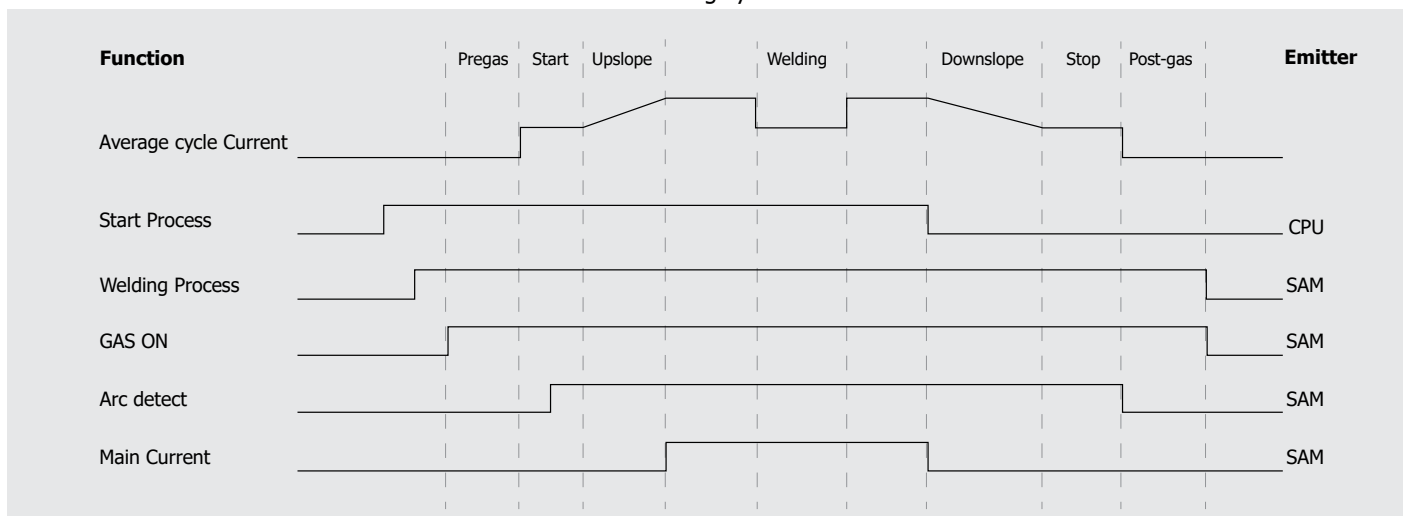 Function Pregas Start Upslope Welding Downslope Stop Post-gas Emitter
Average cycle Current
Start Process CPU
Welding Process SAM
GAS ON SAM
Arc detect SAM
Main Current SAM